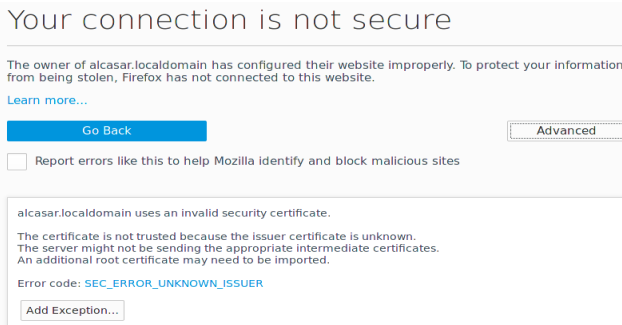 Your connection is not secure
The owner of alcasar.localdomain has configured their website improperly. To protect your information
from being stolen, Firefox has not connected to this website.
Learn more...
Go Back
Advanced
Report errors like this to help Mozilla identify and block malicious sites
alcasar.localdomain uses an invalid security certificate.
The certificate is not trusted because the issuer certificate is unknown.
The server might not be sending the appropriate intermediate certificates.
An additional root certificate may need to be imported.
Error code: SEC_ERROR_UNKNOWN_ISSUER
Add Exception...